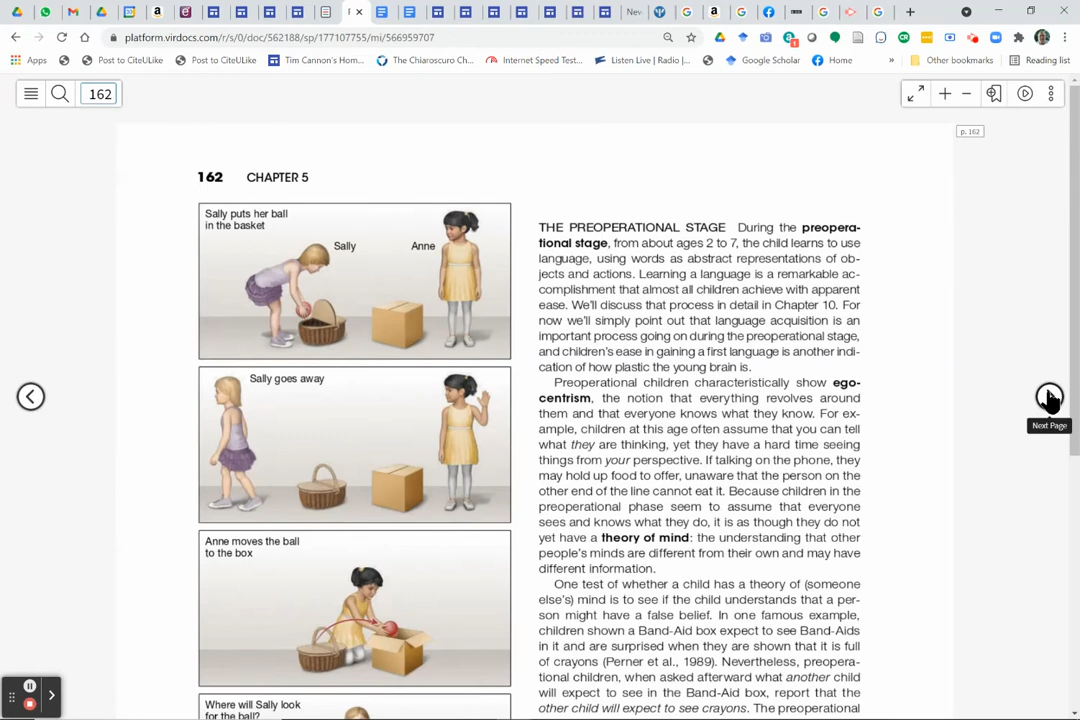 New
platform.virdocs.com/r/s/0/doc/562188/sp/177107755/mi/566959707
Apps
Post to CiteULike
Post to CiteULike
Tim Cannon's Hom...
The Chiaroscuro Ch...
Internet Speed Test...
Listen Live | Radio |...
Google Scholar
Home
»
Other bookmarks
Reading list
162
p. 162
162 CHAPTER 5
Sally puts her ball
in the basket
Sally
Anne
Sally goes away
Anne moves the ball
to the box
Where will Sally look
for the ball?
THE PREOPERATIONAL STAGE During the preopera-
tional stage, from about ages 2 to 7, the child learns to use
language, using words as abstract representations of ob-
jects and actions. Learning a language is a remarkable ac-
complishment that almost all children achieve with apparent
ease. We'll discuss that process in detail in Chapter 10. For
now we'll simply point out that language acquisition is an
important process going on during the preoperational stage,
and children's ease in gaining a first language is another indi-
cation of how plastic the young brain is.
Preoperational children characteristically show ego-
centrism, the notion that everything revolves around
them and that everyone knows what they know. For ex-
ample, children at this age often assume that you can tell
what they are thinking, yet they have a hard time seeing
things from your perspective. If talking on the phone, they
may hold up food to offer, unaware that the person on the
other end of the line cannot eat it. Because children in the
preoperational phase seem to assume that everyone
sees and knows what they do, it is as though they do not
yet have a theory of mind: the understanding that other
people's minds are different from their own and may have
different information.
One test of whether a child has a theory of (someone
else's) mind is to see if the child understands that a per-
son might have a false belief. In one famous example,
children shown a Band-Aid box expect to see Band-Aids
in it and are surprised when they are shown that it is full
of crayons (Perner et al., 1989). Nevertheless, preopera-
tional children, when asked afterward what another child
will expect to see in the Band-Aid box, report that the
other child will expect to see crayons. The preoperational
Next Page